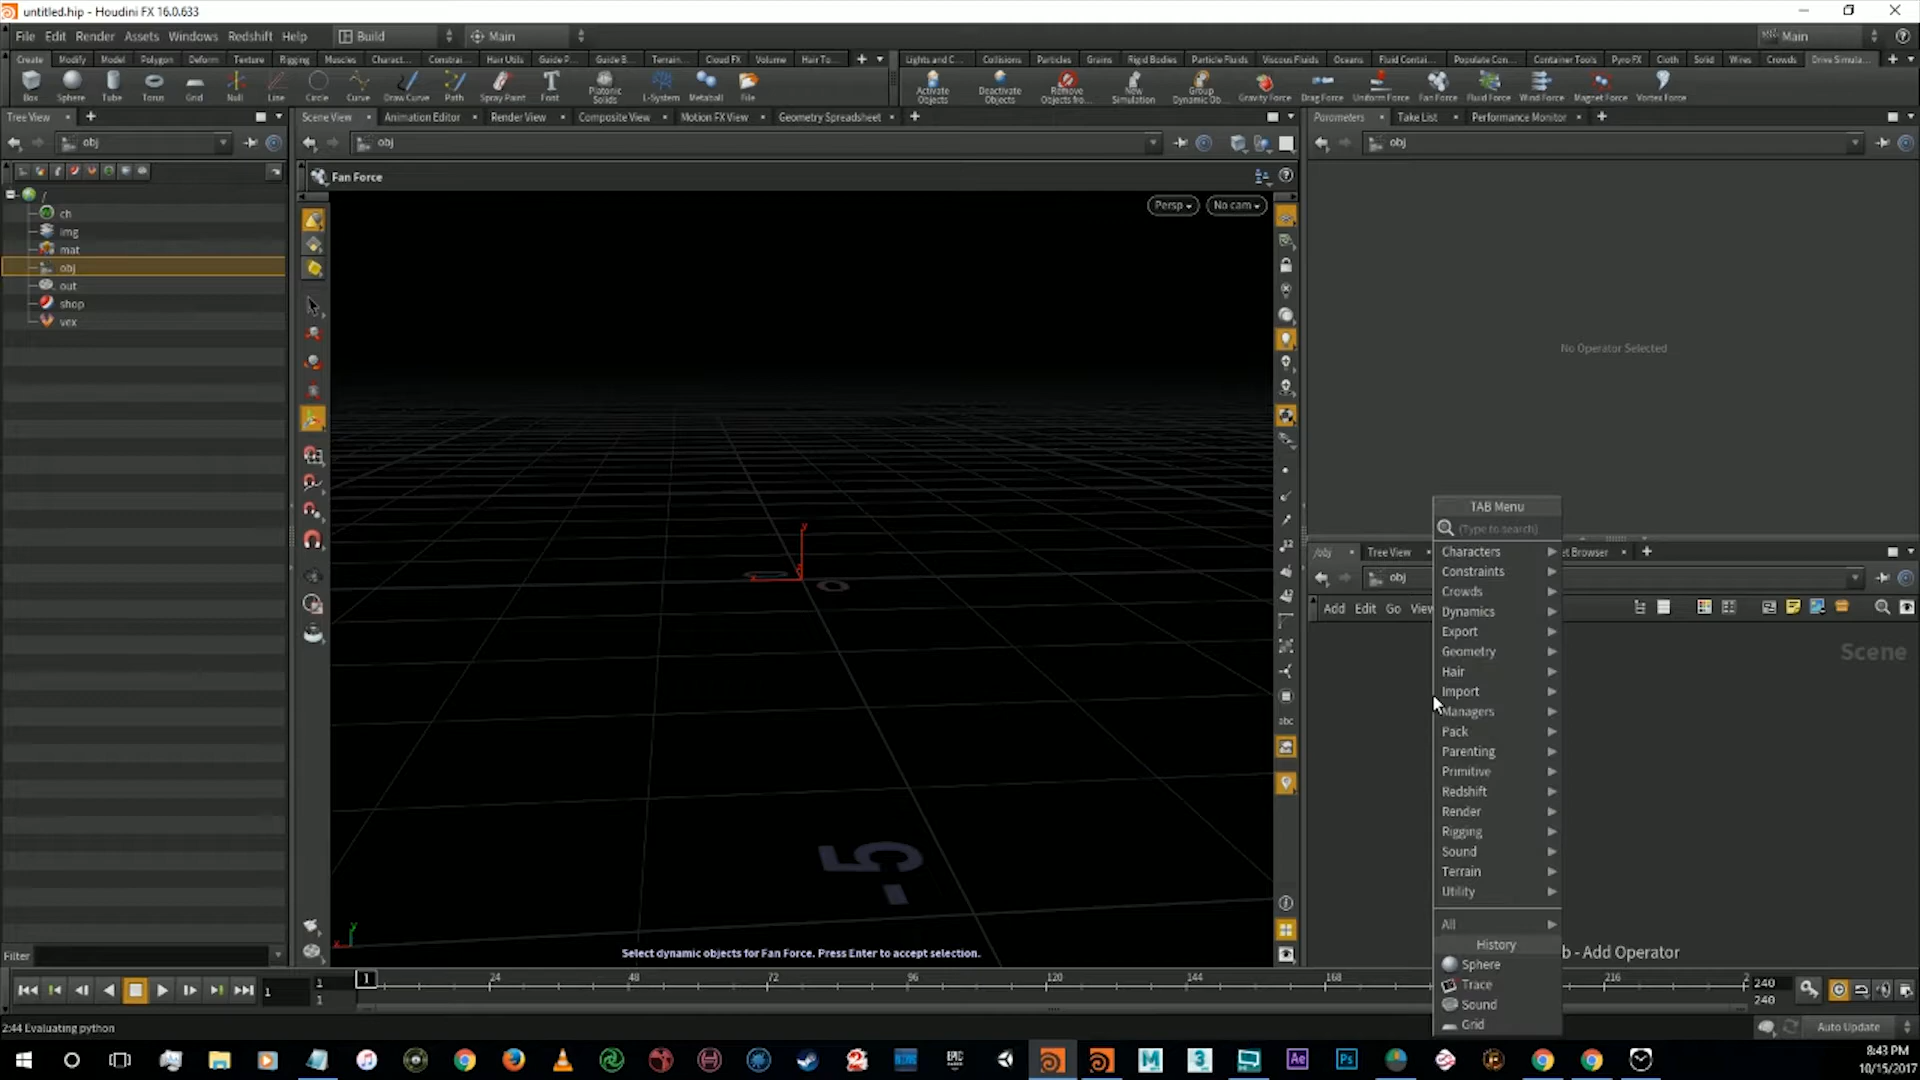 untitled.hip - Houdini FX 16.0.633
File Edit Render Assets Windows Redshift Help Build Main Main
Create Modify Model Polygon Deform Texture Rigging Muscles Charact... Constrai... Hair Utils Guide P... Guide B... Terrain... Cloud FX Volume Hair To...
Lights and C... Collisions Particles Grains Rigid Bodies Particle Fluids Viscous Fluids Oceans Fluid Contai... Populate Con... Container Tools Pyro FX Cloth Solid Wires Crowds Drive Simula...
Box Sphere Tube Torus Grid Null Line Circle Curve Draw Curve Path Spray Paint Font Platonic Solids L-System Metaball File
Activate Objects Deactivate Objects Remove Objects fro... New Simulation Group Dynamic Ob... Gravity Force Drag Force Uniform Force Fan Force Fluid Force Wind Force Magnet Force Vortex Force
Tree View Scene View Animation Editor Render View Composite View Motion FX View Geometry Spreadsheet Parameters Take List Performance Monitor
obj obj obj
Fan Force
Persp No cam
/
ch
img
mat
obj
out
shop
vex
No Operator Selected
TAB Menu
(Type to search)
Characters
Constraints
Crowds
Dynamics
Export
Geometry
Hair
Import
Managers
Pack
Parenting
Primitive
Redshift
Render
Rigging
Sound
Terrain
Utility
All
History
Sphere
Trace
Sound
Grid
/obj Tree View et Browser
obj
Add Edit Go View
Scene
b - Add Operator
y
0
-5
abc
y
x
Select dynamic objects for Fan Force. Press Enter to accept selection.
Filter
1 1 1 1 24 48 72 96 120 144 168 216 2 240 240
2:44 Evaluating python
Auto Update
Ae Ps
8:43 PM
10/15/2017